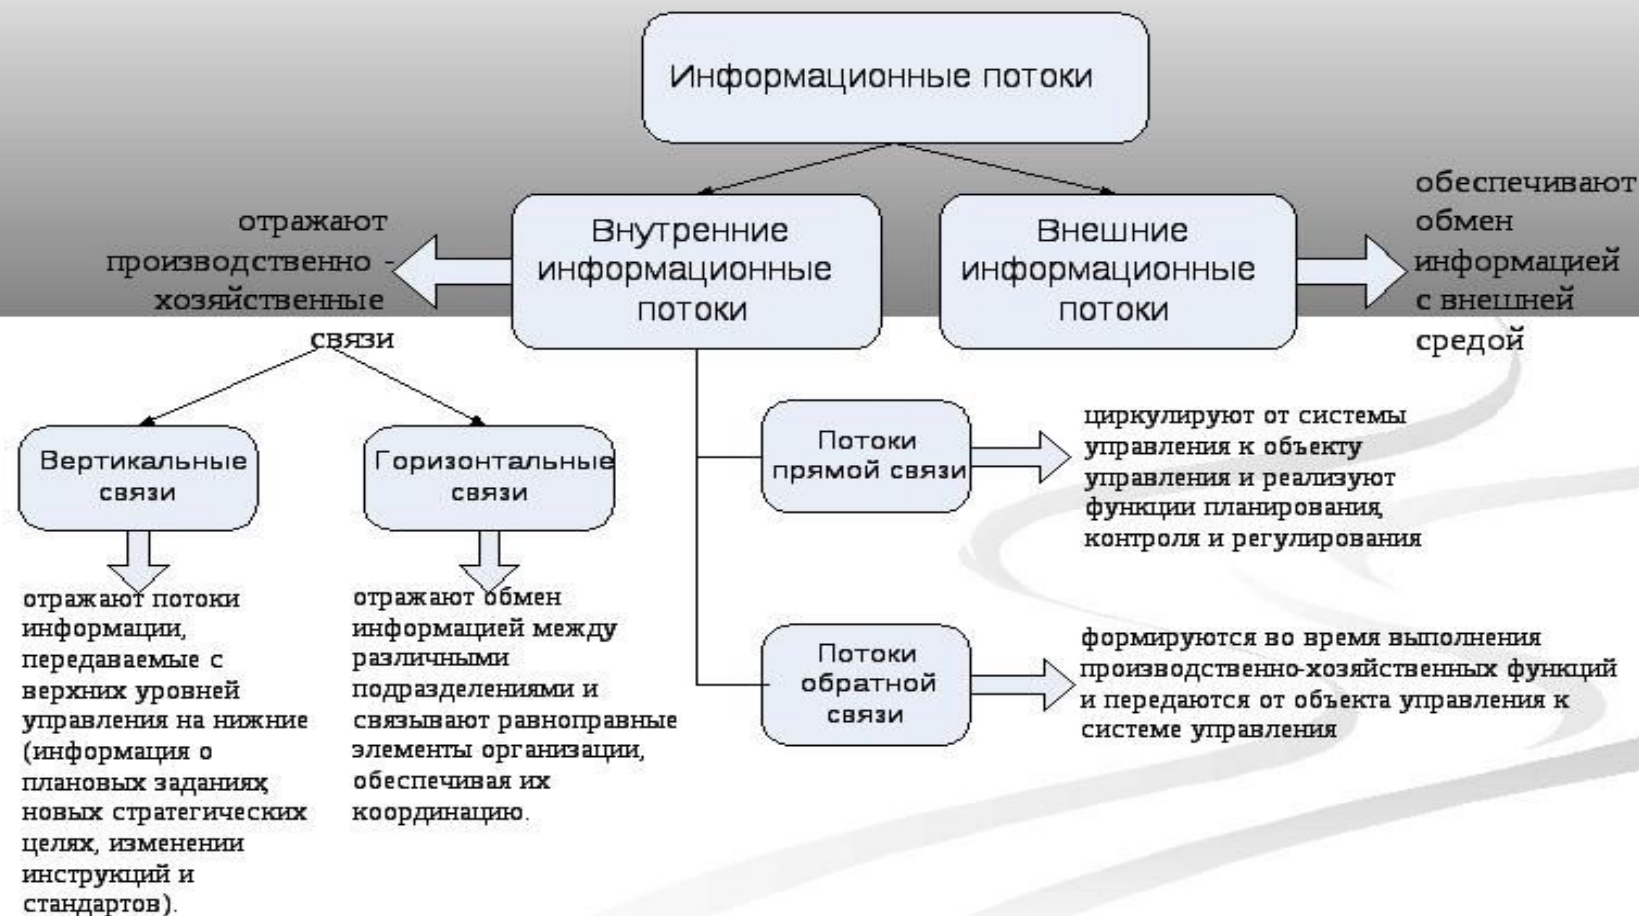 Информационные потоки
отражают
производственно -
хозяйственные
связи
Внутренние
информационные
потоки
Внешние
информационные
потоки
обеспечивают
обмен
информацией
с внешней
средой
Вертикальные
связи
Горизонтальные
связи
Потоки
прямой связи
циркулируют от системы
управления к объекту
управления и реализуют
функции планирования,
контроля и регулирования
отражают потоки
информации,
передаваемые с
верхних уровней
управления на нижние
(информация о
плановых заданиях,
новых стратегических
целях, изменении
инструкций и
стандартов).
отражают обмен
информацией между
различными
подразделениями и
связывают равноправные
элементы организации,
обеспечивая их
координацию.
Потоки
обратной
связи
формируются во время выполнения
производственно-хозяйственных функций
и передаются от объекта управления к
системе управления